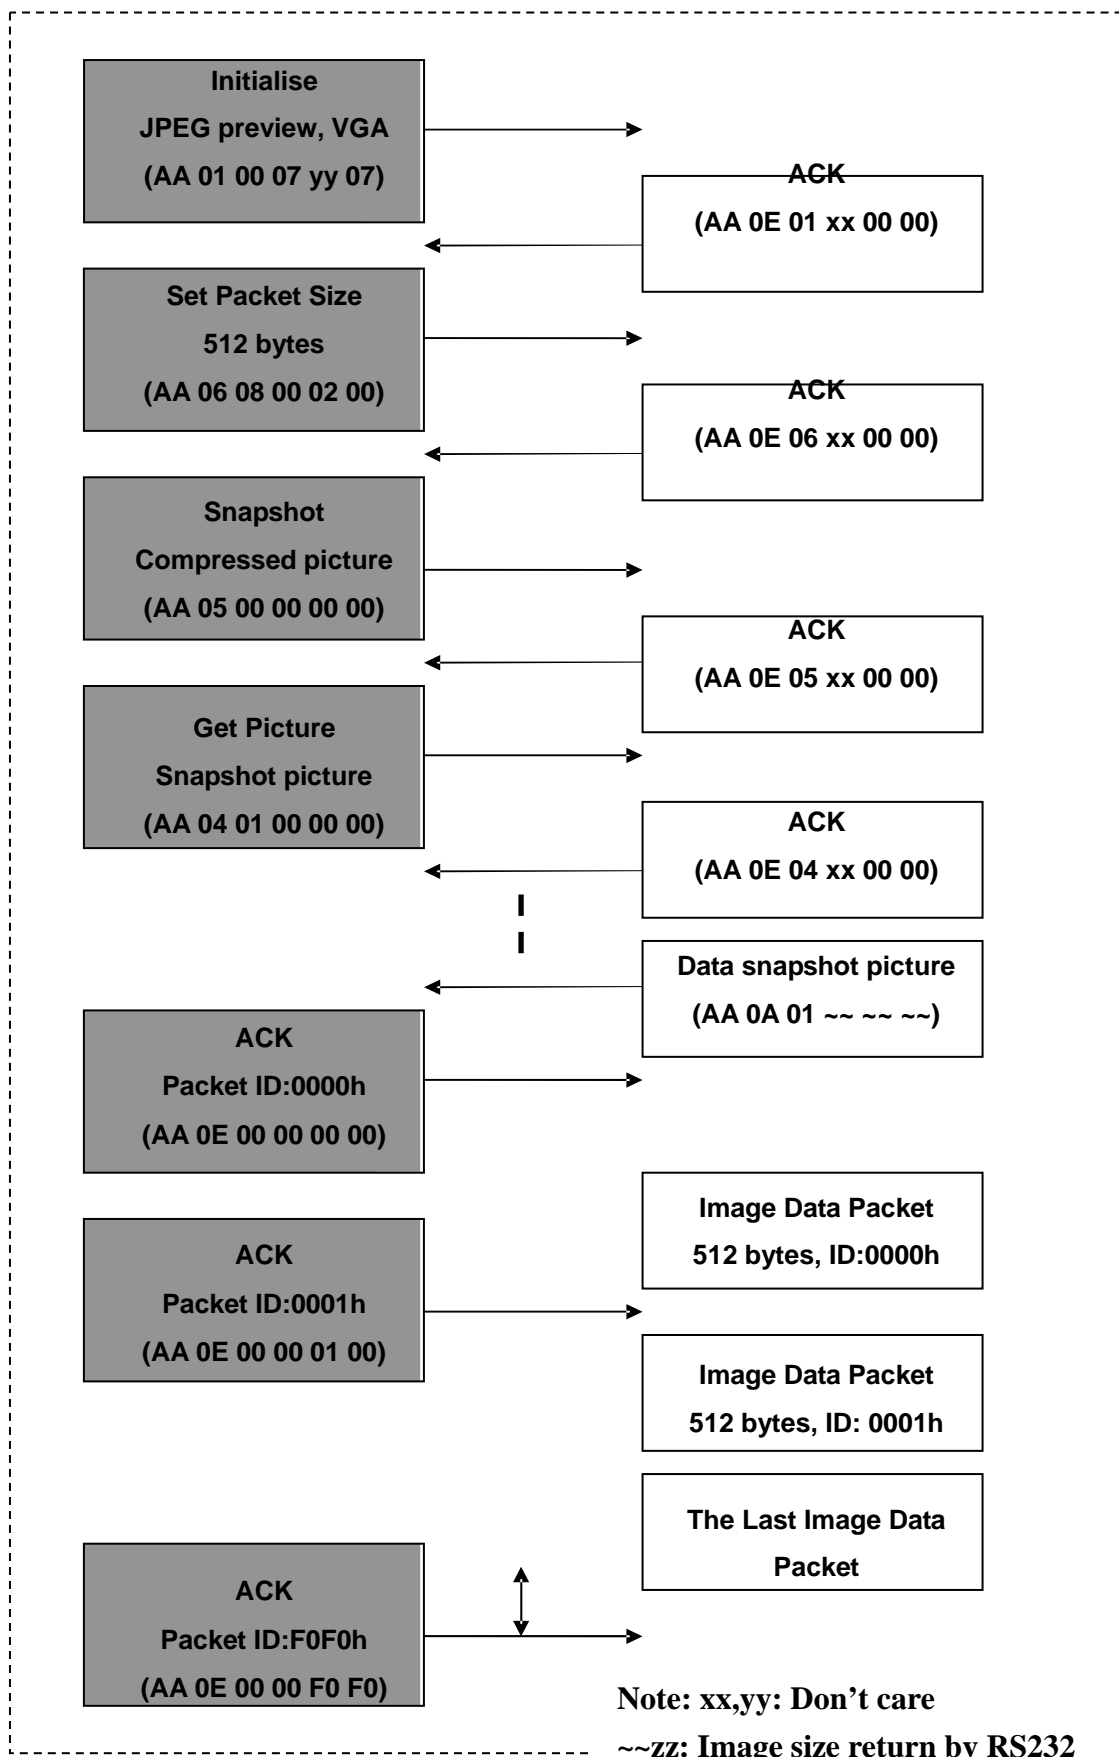 Initialise
JPEG preview, VGA
(AA 01 00 07 yy 07)
ACK
(AA 0E 01 xx 00 00)
Set Packet Size
512 bytes
(AA 06 08 00 02 00)
ACK
(AA 0E 06 xx 00 00)
Snapshot
Compressed picture
(AA 05 00 00 00 00)
ACK
(AA 0E 05 xx 00 00)
Get Picture
Snapshot picture
(AA 04 01 00 00 00)
ACK
(AA 0E 04 xx 00 00)
Data snapshot picture
(AA 0A 01 ~~ ~~ ~~)
ACK
Packet ID:0000h
(AA 0E 00 00 00 00)
Image Data Packet
512 bytes, ID:0000h
ACK
Packet ID:0001h
(AA 0E 00 00 01 00)
Image Data Packet
512 bytes, ID: 0001h
The Last Image Data
Packet
ACK
Packet ID:F0F0h
(AA 0E 00 00 F0 F0)
Note: xx,yy: Don’t care
~~zz: Image size return by RS232